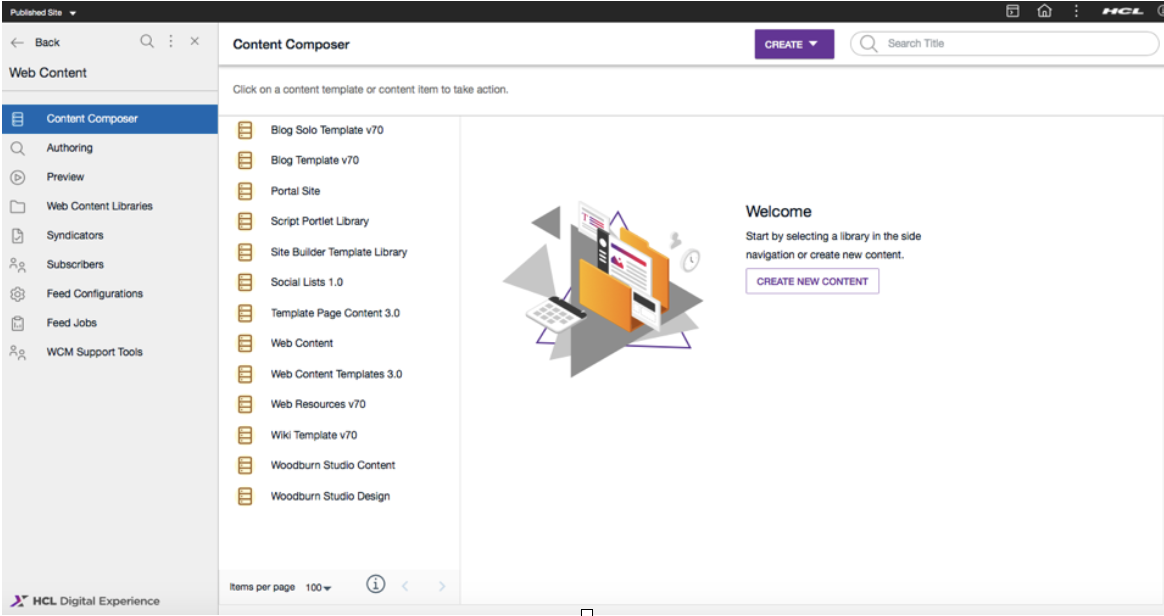 Published Site
HCL
Back
Web Content
Content Composer
Authoring
Preview
Web Content Libraries
Syndicators
Subscribers
Feed Configurations
Feed Jobs
WCM Support Tools
HCL Digital Experience
Content Composer
CREATE
Search Title
Click on a content template or content item to take action.
Blog Solo Template v70
Blog Template v70
Portal Site
Script Portlet Library
Site Builder Template Library
Social Lists 1.0
Template Page Content 3.0
Web Content
Web Content Templates 3.0
Web Resources v70
Wiki Template v70
Woodburn Studio Content
Woodburn Studio Design
Items per page 100
Welcome
Start by selecting a library in the side
navigation or create new content.
CREATE NEW CONTENT